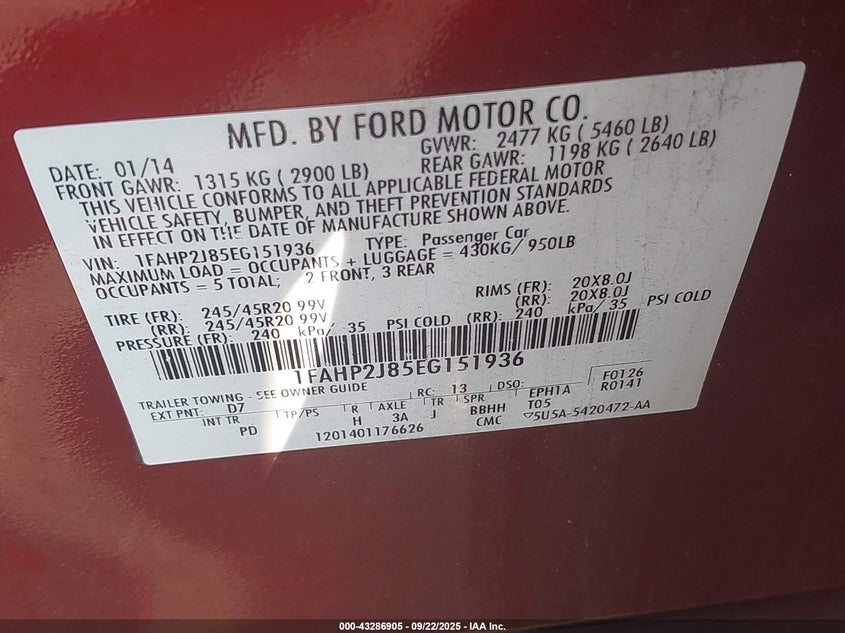 MFD. BY FORD MOTOR CO.
DATE: 01/14 GVWR: 2477 KG ( 5460 LB)
FRONT GAWR: 1315 KG ( 2900 LB) REAR GAWR: 1198 KG ( 2640 LB)
THIS VEHICLE CONFORMS TO ALL APPLICABLE FEDERAL MOTOR
VEHICLE SAFETY, BUMPER, AND THEFT PREVENTION STANDARDS
IN EFFECT ON THE DATE OF MANUFACTURE SHOWN ABOVE.
VIN: 1FAHP2J85EG151936 TYPE: Passenger Car
MAXIMUM LOAD = OCCUPANTS + LUGGAGE = 430KG/ 950LB
OCCUPANTS = 5 TOTAL; 2 FRONT, 3 REAR
TIRE (FR): 245/45R20 99V RIMS (FR): 20X8.0J
(RR): 245/45R20 99V (RR): 20X8.0J
PRESSURE (FR): 240 kPa/ 35 PSI COLD (RR): 240 kPa/ 35 PSI COLD
1FAHP2J85EG151936
TRAILER TOWING - SEE OWNER GUIDE RC: 13 DSO: F0126
EXT PNT: D7 EPH1A R0141
INT TR TP/PS R AXLE TR SPR T05
PD H 3A J BBHH 5U5A-5420472-AA
1201401176626 CMC
000-43286905 - 09/22/2025 - IAA Inc.